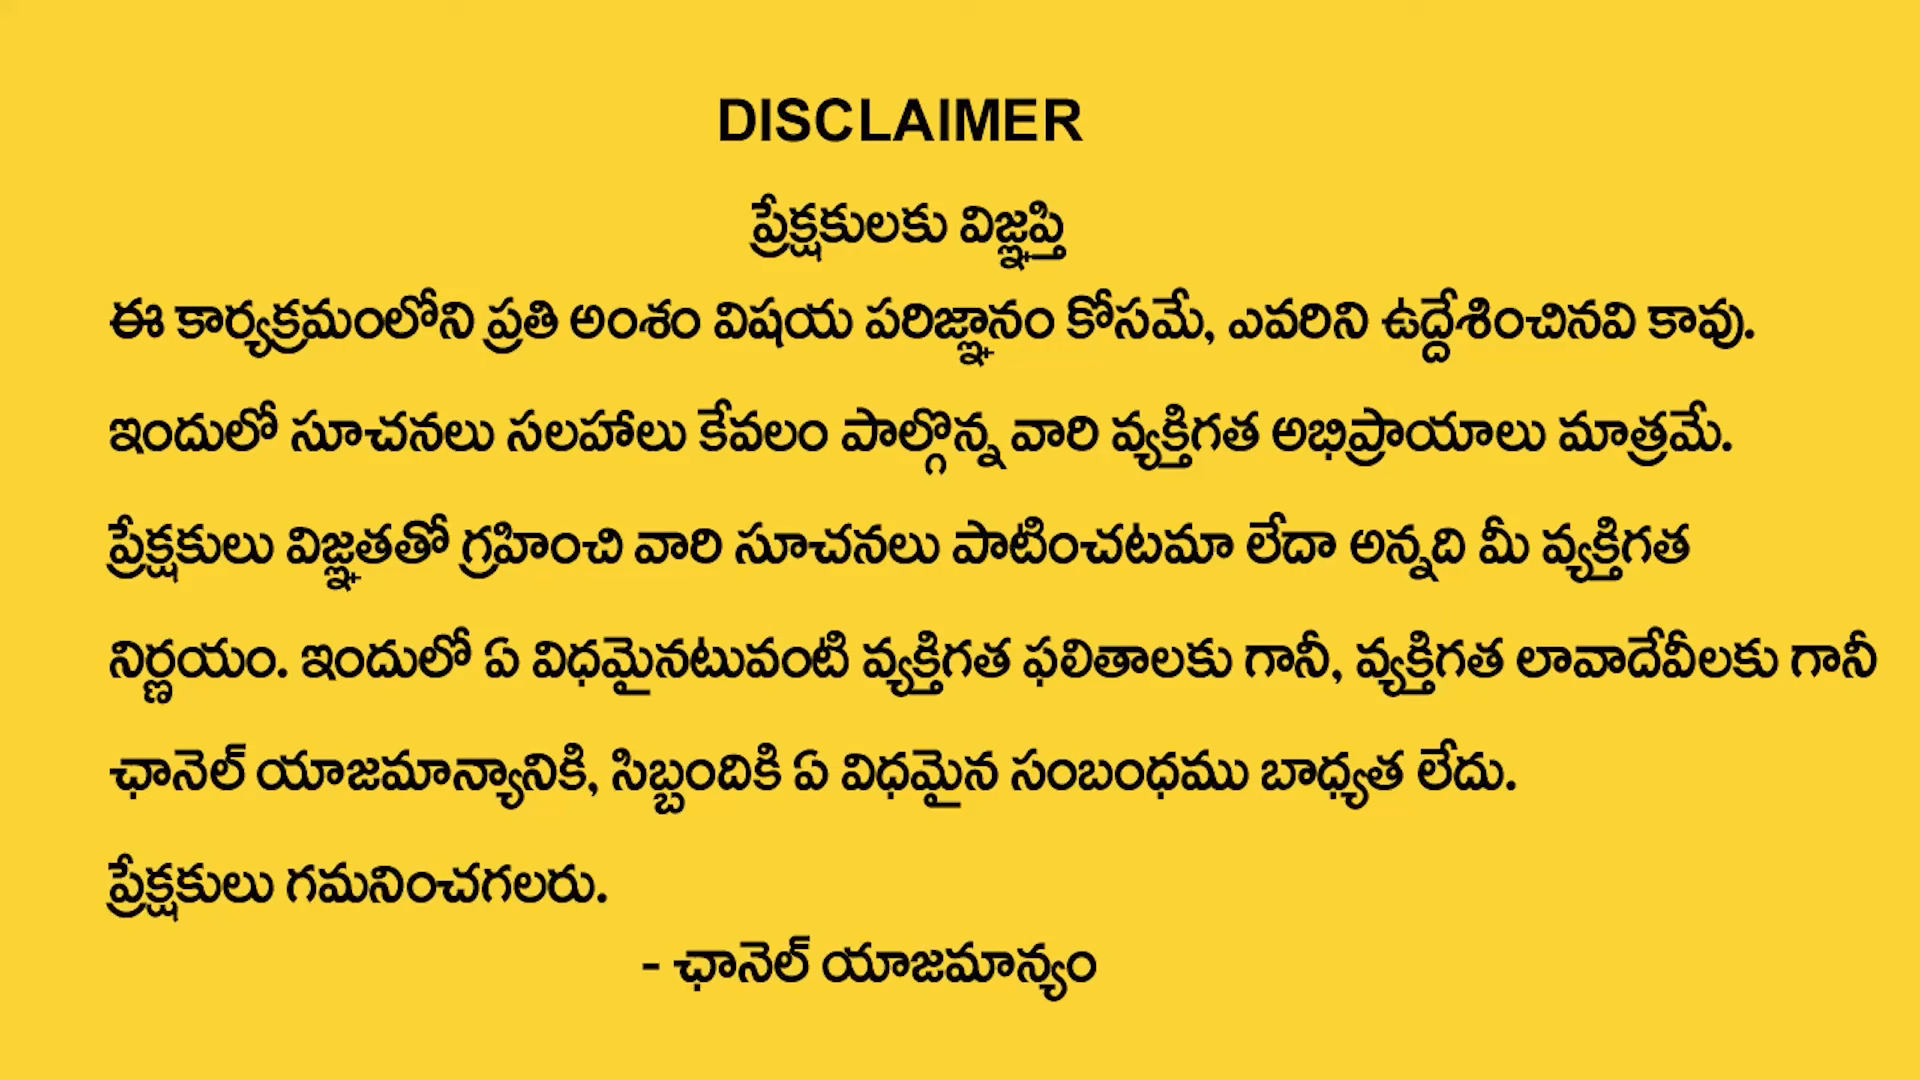 DISCLAIMER
ప్రేక్షకులకు విజ్ఞప్తి
ఈ కార్యక్రమంలోని ప్రతి అంశం విషయ పరిజ్ఞానం కోసమే, ఎవరిని ఉద్దేశించినవి కావు.
ఇందులో సూచనలు సలహాలు కేవలం పాల్గొన్న వారి వ్యక్తిగత అభిప్రాయాలు మాత్రమే.
ప్రేక్షకులు విజ్ఞతతో గ్రహించి వారి సూచనలు పాటించటమా లేదా అన్నది మీ వ్యక్తిగత
నిర్ణయం. ఇందులో ఏ విధమైనటువంటి వ్యక్తిగత ఫలితాలకు గానీ, వ్యక్తిగత లావాదేవీలకు గానీ
ఛానెల్ యాజమాన్యానికి, సిబ్బందికి ఏ విధమైన సంబంధము బాధ్యత లేదు.
ప్రేక్షకులు గమనించగలరు.
- ఛానెల్ యాజమాన్యం